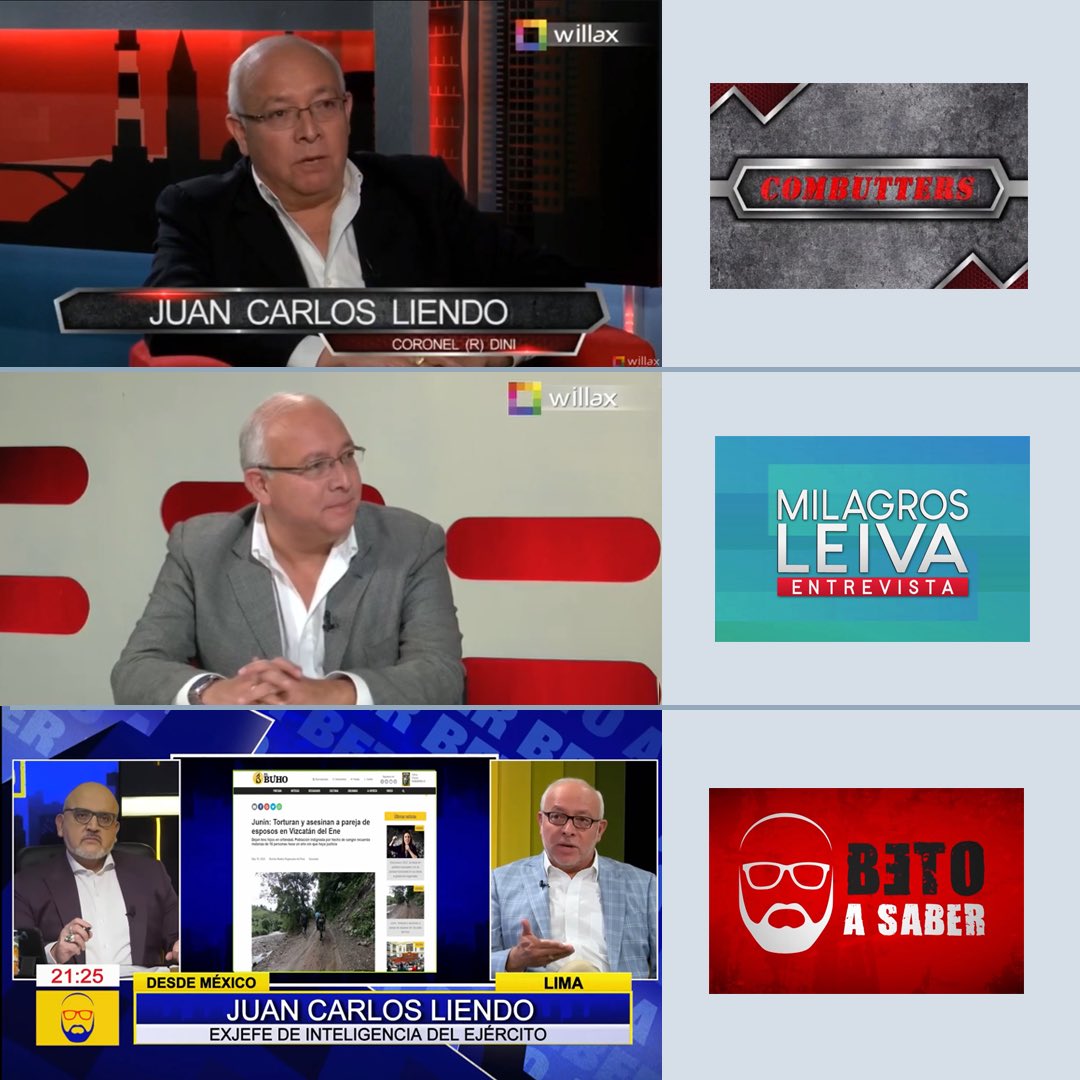 willax
JUAN CARLOS LIENDO
CORONEL (R) DINI
willax
COMBUTTERS
willax
MILAGROS
LEIVA
ENTREVISTA
BUHO
Junín: Torturan y asesinan a pareja de
esposos en Vizcatán del Ene
21:25
DESDE MÉXICO
LIMA
JUAN CARLOS LIENDO
EXJEFE DE INTELIGENCIA DEL EJÉRCITO
BETO
A SABER